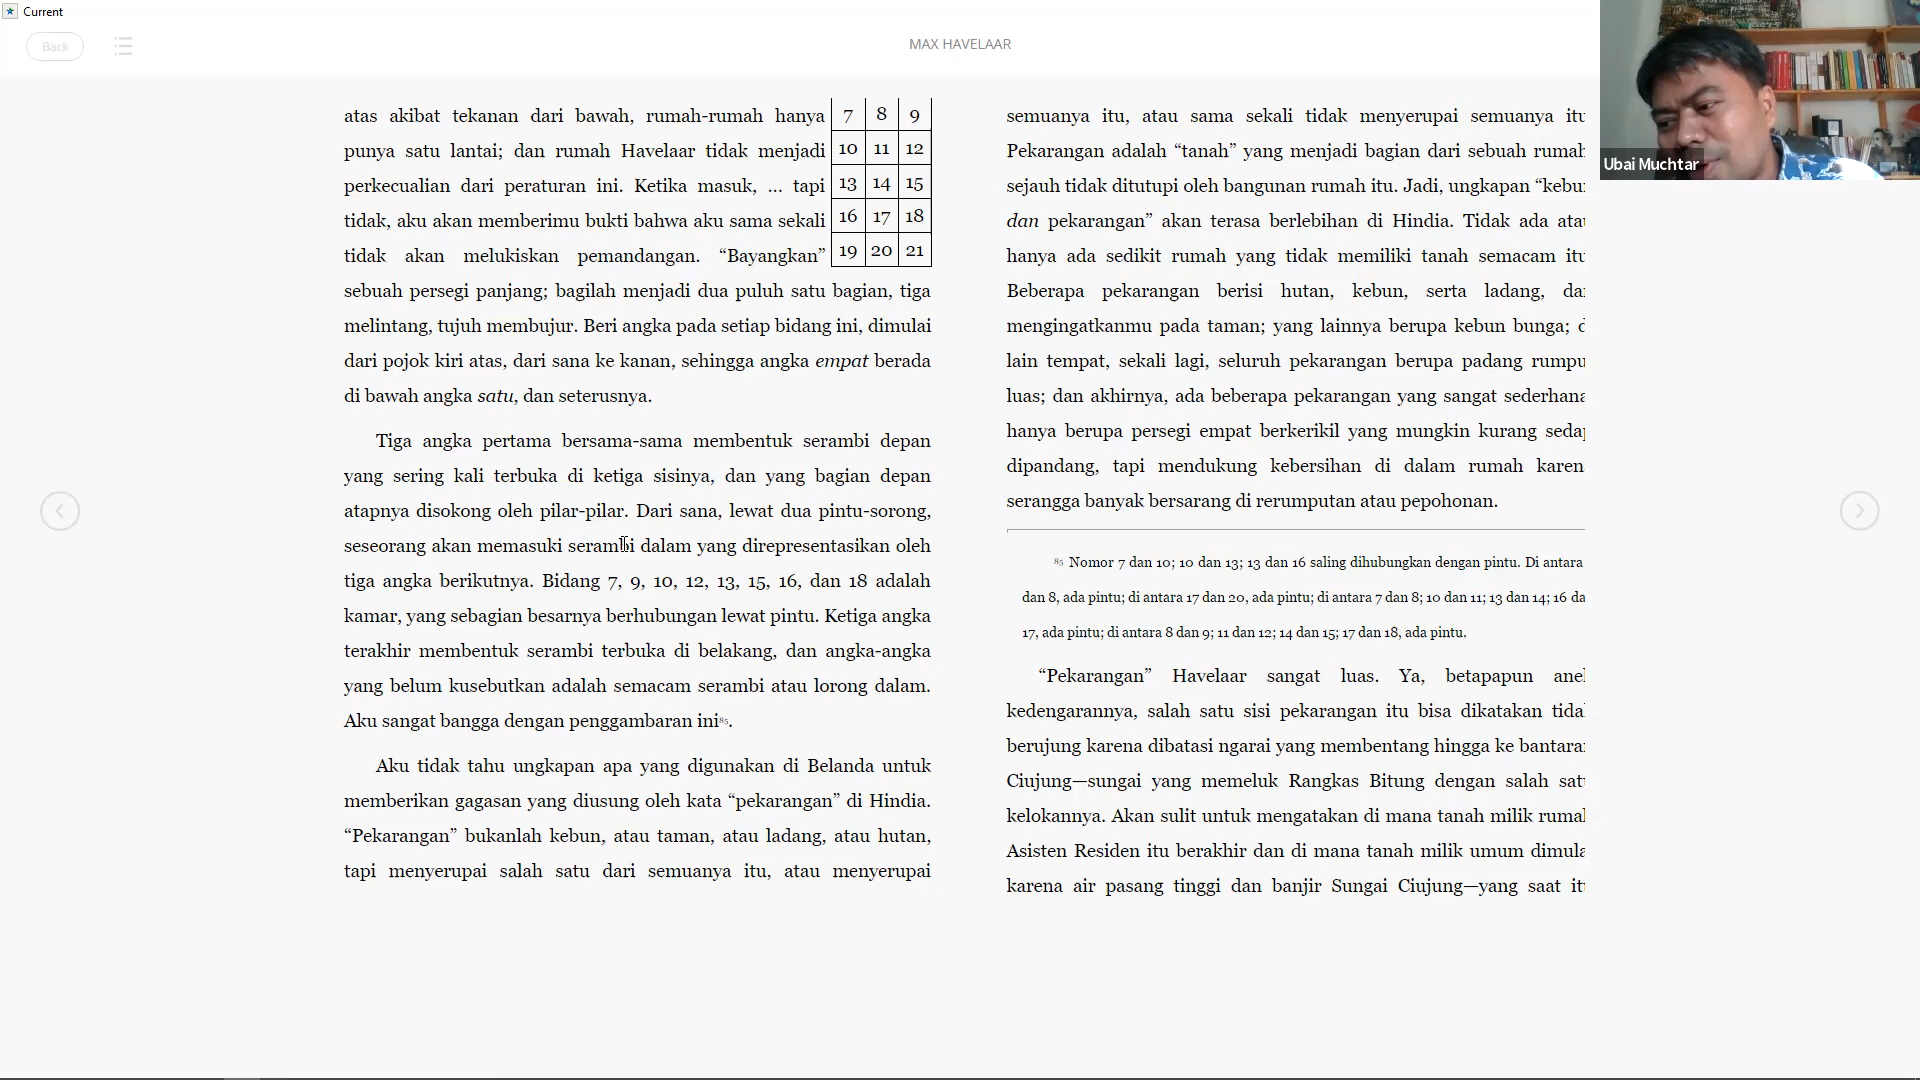 Current
Back
MAX HAVELAAR
Ubai Muchtar
atas akibat tekanan dari bawah, rumah-rumah hanya
punya satu lantai; dan rumah Havelaar tidak menjadi
perkecualian dari peraturan ini. Ketika masuk, ... tapi
tidak, aku akan memberimu bukti bahwa aku sama sekali
tidak akan melukiskan pemandangan. “Bayangkan”
7 8 9
10 11 12
13 14 15
16 17 18
19 20 21
sebuah persegi panjang; bagilah menjadi dua puluh satu bagian, tiga
melintang, tujuh membujur. Beri angka pada setiap bidang ini, dimulai
dari pojok kiri atas, dari sana ke kanan, sehingga angka empat berada
di bawah angka satu, dan seterusnya.
Tiga angka pertama bersama-sama membentuk serambi depan
yang sering kali terbuka di ketiga sisinya, dan yang bagian depan
atapnya disokong oleh pilar-pilar. Dari sana, lewat dua pintu-sorong,
seseorang akan memasuki serambi dalam yang direpresentasikan oleh
tiga angka berikutnya. Bidang 7, 9, 10, 12, 13, 15, 16, dan 18 adalah
kamar, yang sebagian besarnya berhubungan lewat pintu. Ketiga angka
terakhir membentuk serambi terbuka di belakang, dan angka-angka
yang belum kusebutkan adalah semacam serambi atau lorong dalam.
Aku sangat bangga dengan penggambaran ini⁸⁵.
Aku tidak tahu ungkapan apa yang digunakan di Belanda untuk
memberikan gagasan yang diusung oleh kata “pekarangan” di Hindia.
“Pekarangan” bukanlah kebun, atau taman, atau ladang, atau hutan,
tapi menyerupai salah satu dari semuanya itu, atau menyerupai
semuanya itu, atau sama sekali tidak menyerupai semuanya itu
Pekarangan adalah “tanah” yang menjadi bagian dari sebuah rumah
sejauh tidak ditutupi oleh bangunan rumah itu. Jadi, ungkapan “kebun
dan pekarangan” akan terasa berlebihan di Hindia. Tidak ada atau
hanya ada sedikit rumah yang tidak memiliki tanah semacam itu
Beberapa pekarangan berisi hutan, kebun, serta ladang, dan
mengingatkanmu pada taman; yang lainnya berupa kebun bunga; d
lain tempat, sekali lagi, seluruh pekarangan berupa padang rumpu
luas; dan akhirnya, ada beberapa pekarangan yang sangat sederhana
hanya berupa persegi empat berkerikil yang mungkin kurang sedap
dipandang, tapi mendukung kebersihan di dalam rumah karen
serangga banyak bersarang di rerumputan atau pepohonan.
⁸⁵ Nomor 7 dan 10; 10 dan 13; 13 dan 16 saling dihubungkan dengan pintu. Di antara
dan 8, ada pintu; di antara 17 dan 20, ada pintu; di antara 7 dan 8; 10 dan 11; 13 dan 14; 16 da
17, ada pintu; di antara 8 dan 9; 11 dan 12; 14 dan 15; 17 dan 18, ada pintu.
“Pekarangan” Havelaar sangat luas. Ya, betapapun aneh
kedengarannya, salah satu sisi pekarangan itu bisa dikatakan tidak
berujung karena dibatasi ngarai yang membentang hingga ke bantaran
Ciujung—sungai yang memeluk Rangkas Bitung dengan salah satu
kelokannya. Akan sulit untuk mengatakan di mana tanah milik rumah
Asisten Residen itu berakhir dan di mana tanah milik umum dimula
karena air pasang tinggi dan banjir Sungai Ciujung—yang saat itu